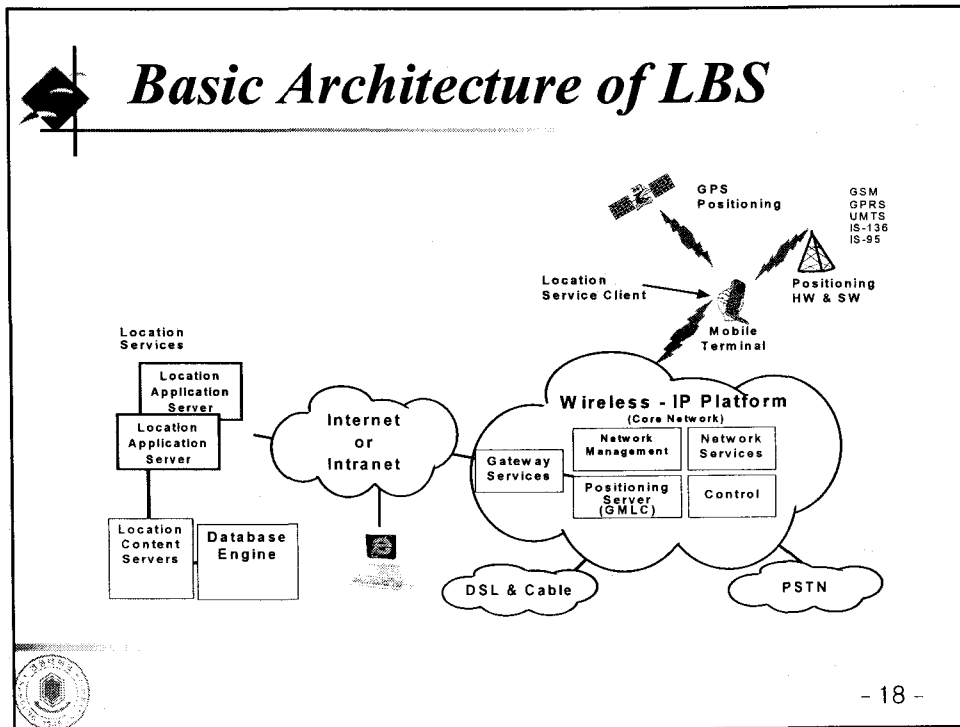 Basic Architecture of LBS
GPS
Positioning
GSM
GPRS
UMTS
IS-136
IS-95
Location
Service Client
Positioning
HW & SW
Mobile
Terminal
Location
Services
Location
Application
Server
Location
Application
Server
Internet
or
Intranet
Wireless - IP Platform
(Core Network)
Network
Management
Network
Services
Gateway
Services
Positioning
Server
(GMLC)
Control
Location
Content
Servers
Database
Engine
DSL & Cable
PSTN
- 18 -